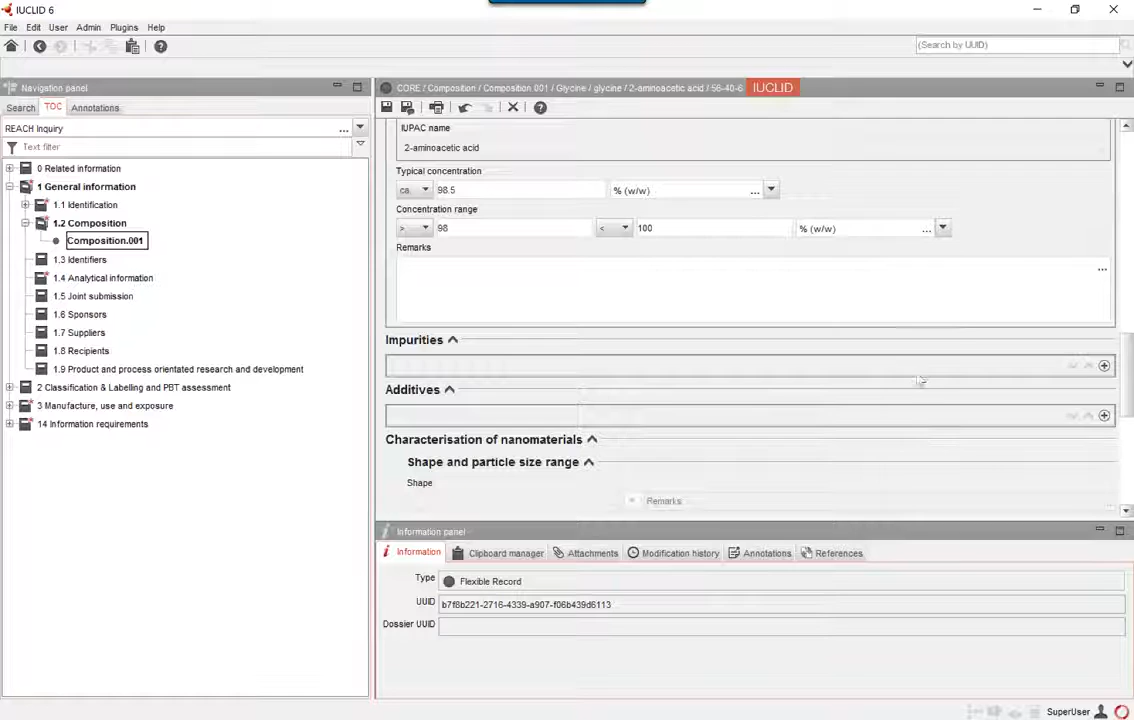 IUCLID 6
File Edit User Admin Plugins Help
(Search by UUID)
Navigation panel
CORE / Composition / Composition 001 / Glycine / glycine / 2-aminoacetic acid / 56-40-6 IUCLID
Search TOC Annotations
REACH Inquiry ...
Text filter
0 Related information
1 General information
1.1 Identification
1.2 Composition
Composition.001
1.3 Identifiers
1.4 Analytical information
1.5 Joint submission
1.6 Sponsors
1.7 Suppliers
1.8 Recipients
1.9 Product and process orientated research and development
2 Classification & Labelling and PBT assessment
3 Manufacture, use and exposure
14 Information requirements
IUPAC name
2-aminoacetic acid
Typical concentration
ca 98.5 % (w/w) ...
Concentration range
> 98 < 100 % (w/w) ...
Remarks
...
Impurities
Additives
Characterisation of nanomaterials
Shape and particle size range
Shape
Remarks
Information panel
Information Clipboard manager Attachments Modification history Annotations References
Type Flexible Record
UUID b7f8b221-2716-4339-a907-f06b439d6113
Dossier UUID
SuperUser